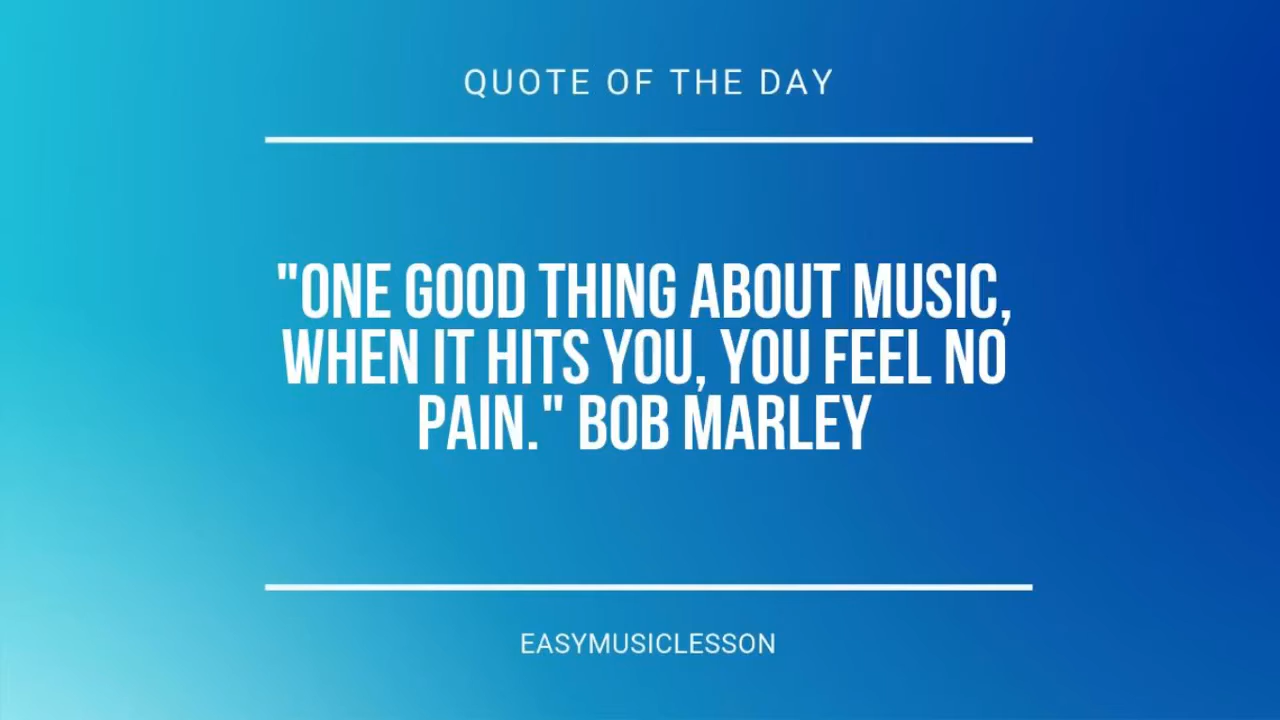 QUOTE OF THE DAY
"ONE GOOD THING ABOUT MUSIC,
WHEN IT HITS YOU, YOU FEEL NO
PAIN." BOB MARLEY
EASYMUSICLESSON